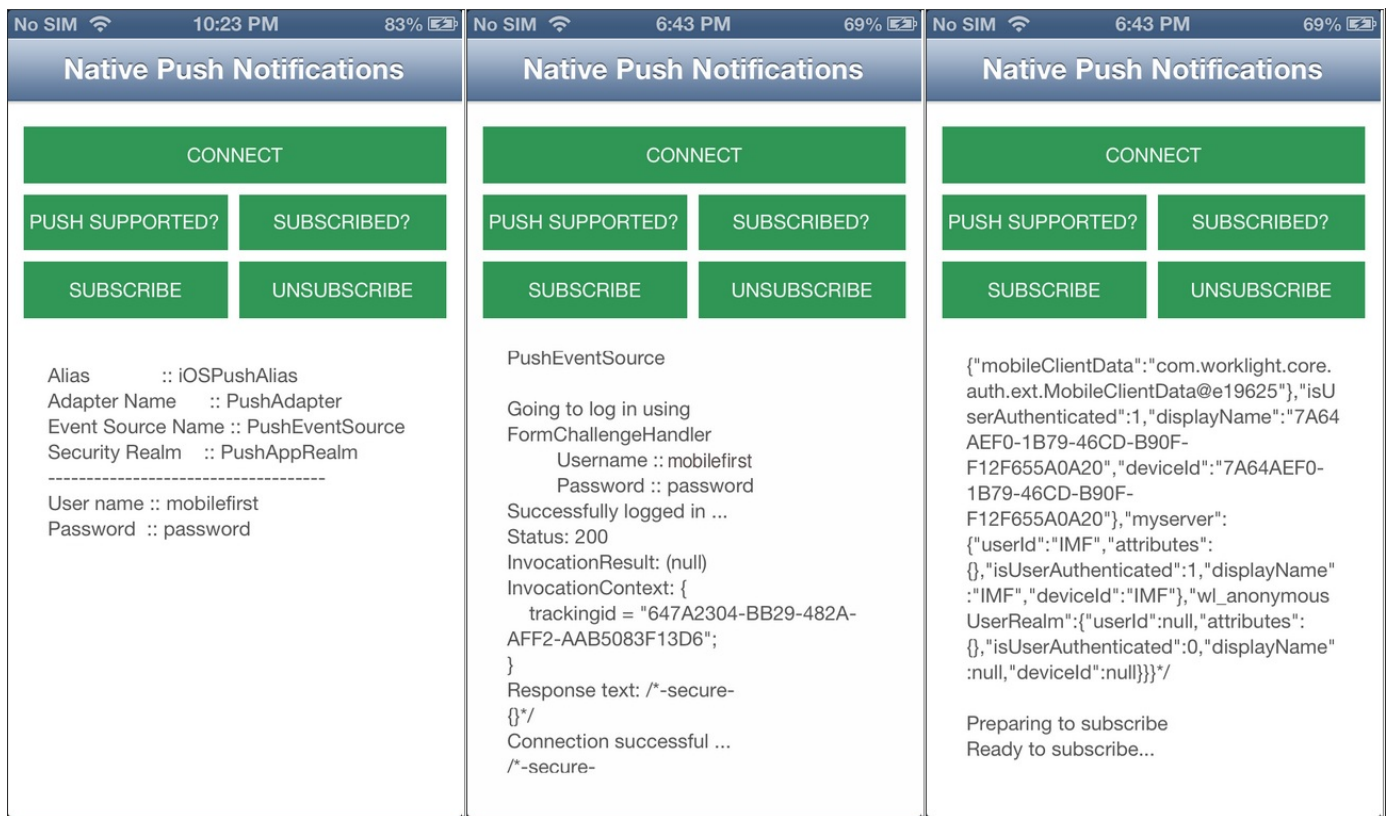 No SIM 10:23 PM 83%
Native Push Notifications
CONNECT
PUSH SUPPORTED? SUBSCRIBED?
SUBSCRIBE UNSUBSCRIBE
Alias :: iOSPushAlias
Adapter Name :: PushAdapter
Event Source Name :: PushEventSource
Security Realm :: PushAppRealm
------------------------------------
User name :: mobilefirst
Password :: password
No SIM 6:43 PM 69%
Native Push Notifications
CONNECT
PUSH SUPPORTED? SUBSCRIBED?
SUBSCRIBE UNSUBSCRIBE
PushEventSource
Going to log in using
FormChallengeHandler
Username :: mobilefirst
Password :: password
Successfully logged in ...
Status: 200
InvocationResult: (null)
InvocationContext: {
trackingid = "647A2304-BB29-482A-
AFF2-AAB5083F13D6";
}
Response text: /*-secure-
{}*/
Connection successful ...
/*-secure-
No SIM 6:43 PM 69%
Native Push Notifications
CONNECT
PUSH SUPPORTED? SUBSCRIBED?
SUBSCRIBE UNSUBSCRIBE
{"mobileClientData":"com.worklight.core.
auth.ext.MobileClientData@e19625"},"isU
serAuthenticated":1,"displayName":"7A64
AEF0-1B79-46CD-B90F-
F12F655A0A20","deviceId":"7A64AEF0-
1B79-46CD-B90F-
F12F655A0A20"},"myserver":
{"userId":"IMF","attributes":
{},"isUserAuthenticated":1,"displayName"
:"IMF","deviceId":"IMF"},"wl_anonymous
UserRealm":{"userId":null,"attributes":
{},"isUserAuthenticated":0,"displayName"
:null,"deviceId":null}}}*/
Preparing to subscribe
Ready to subscribe...